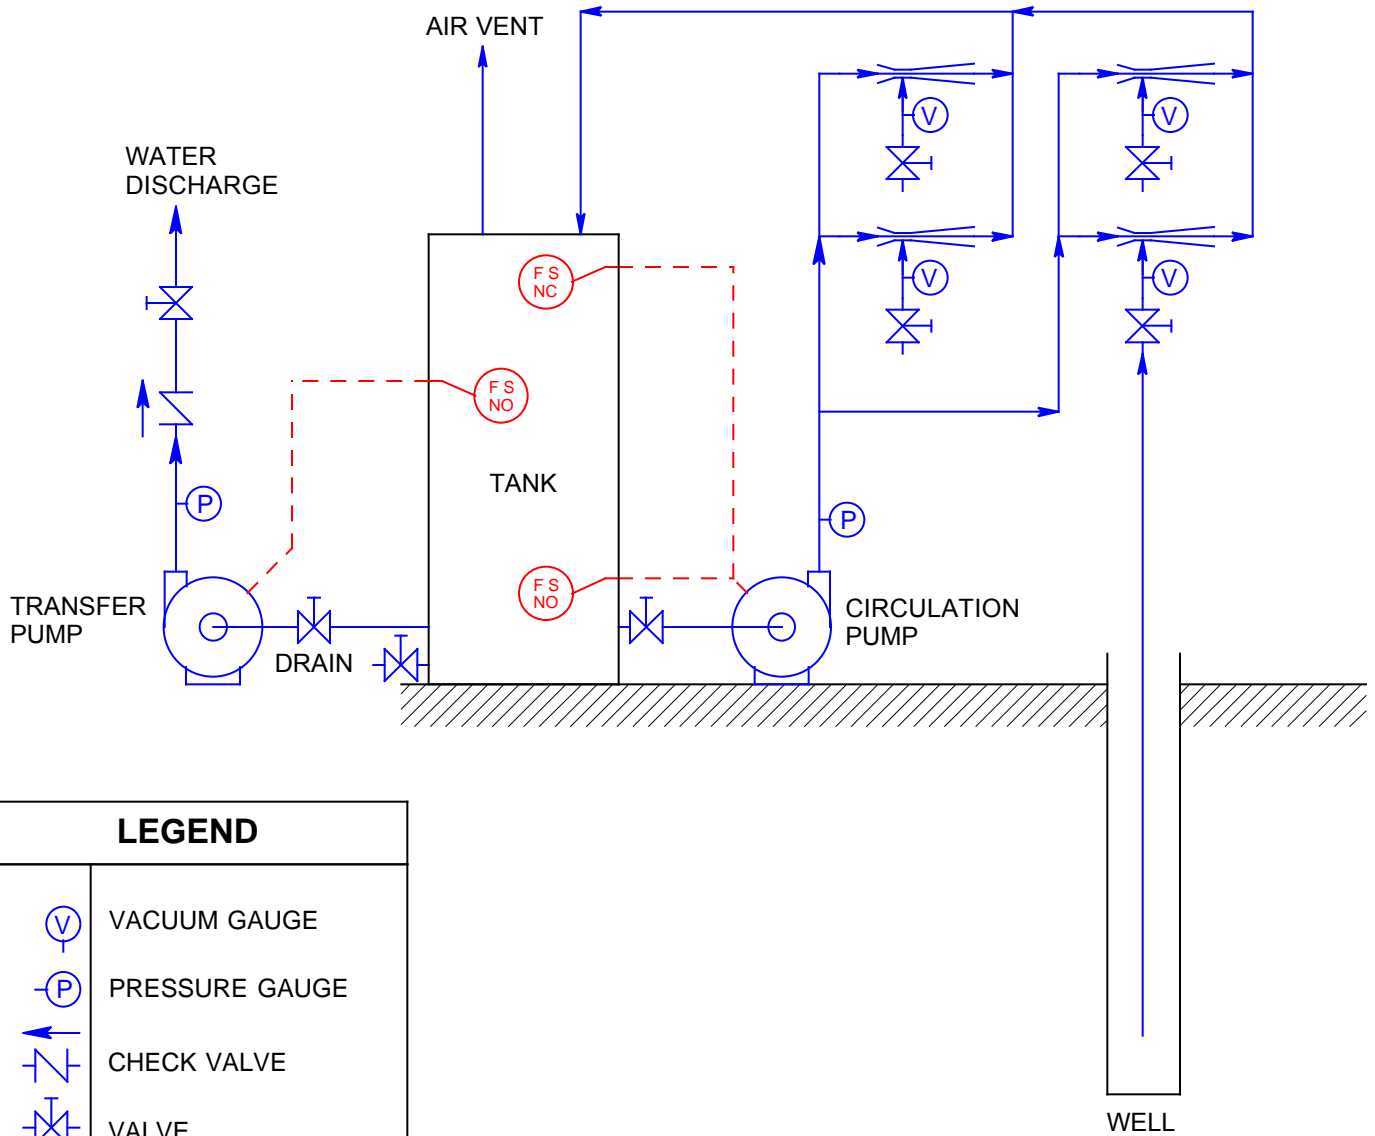 AIR VENT
WATER
DISCHARGE
V
V
V
V
F S
NC
F S
NO
TANK
P
P
F S
NO
TRANSFER
PUMP
DRAIN
CIRCULATION
PUMP
LEGEND
V VACUUM GAUGE
P PRESSURE GAUGE
CHECK VALVE
VALVE
WELL